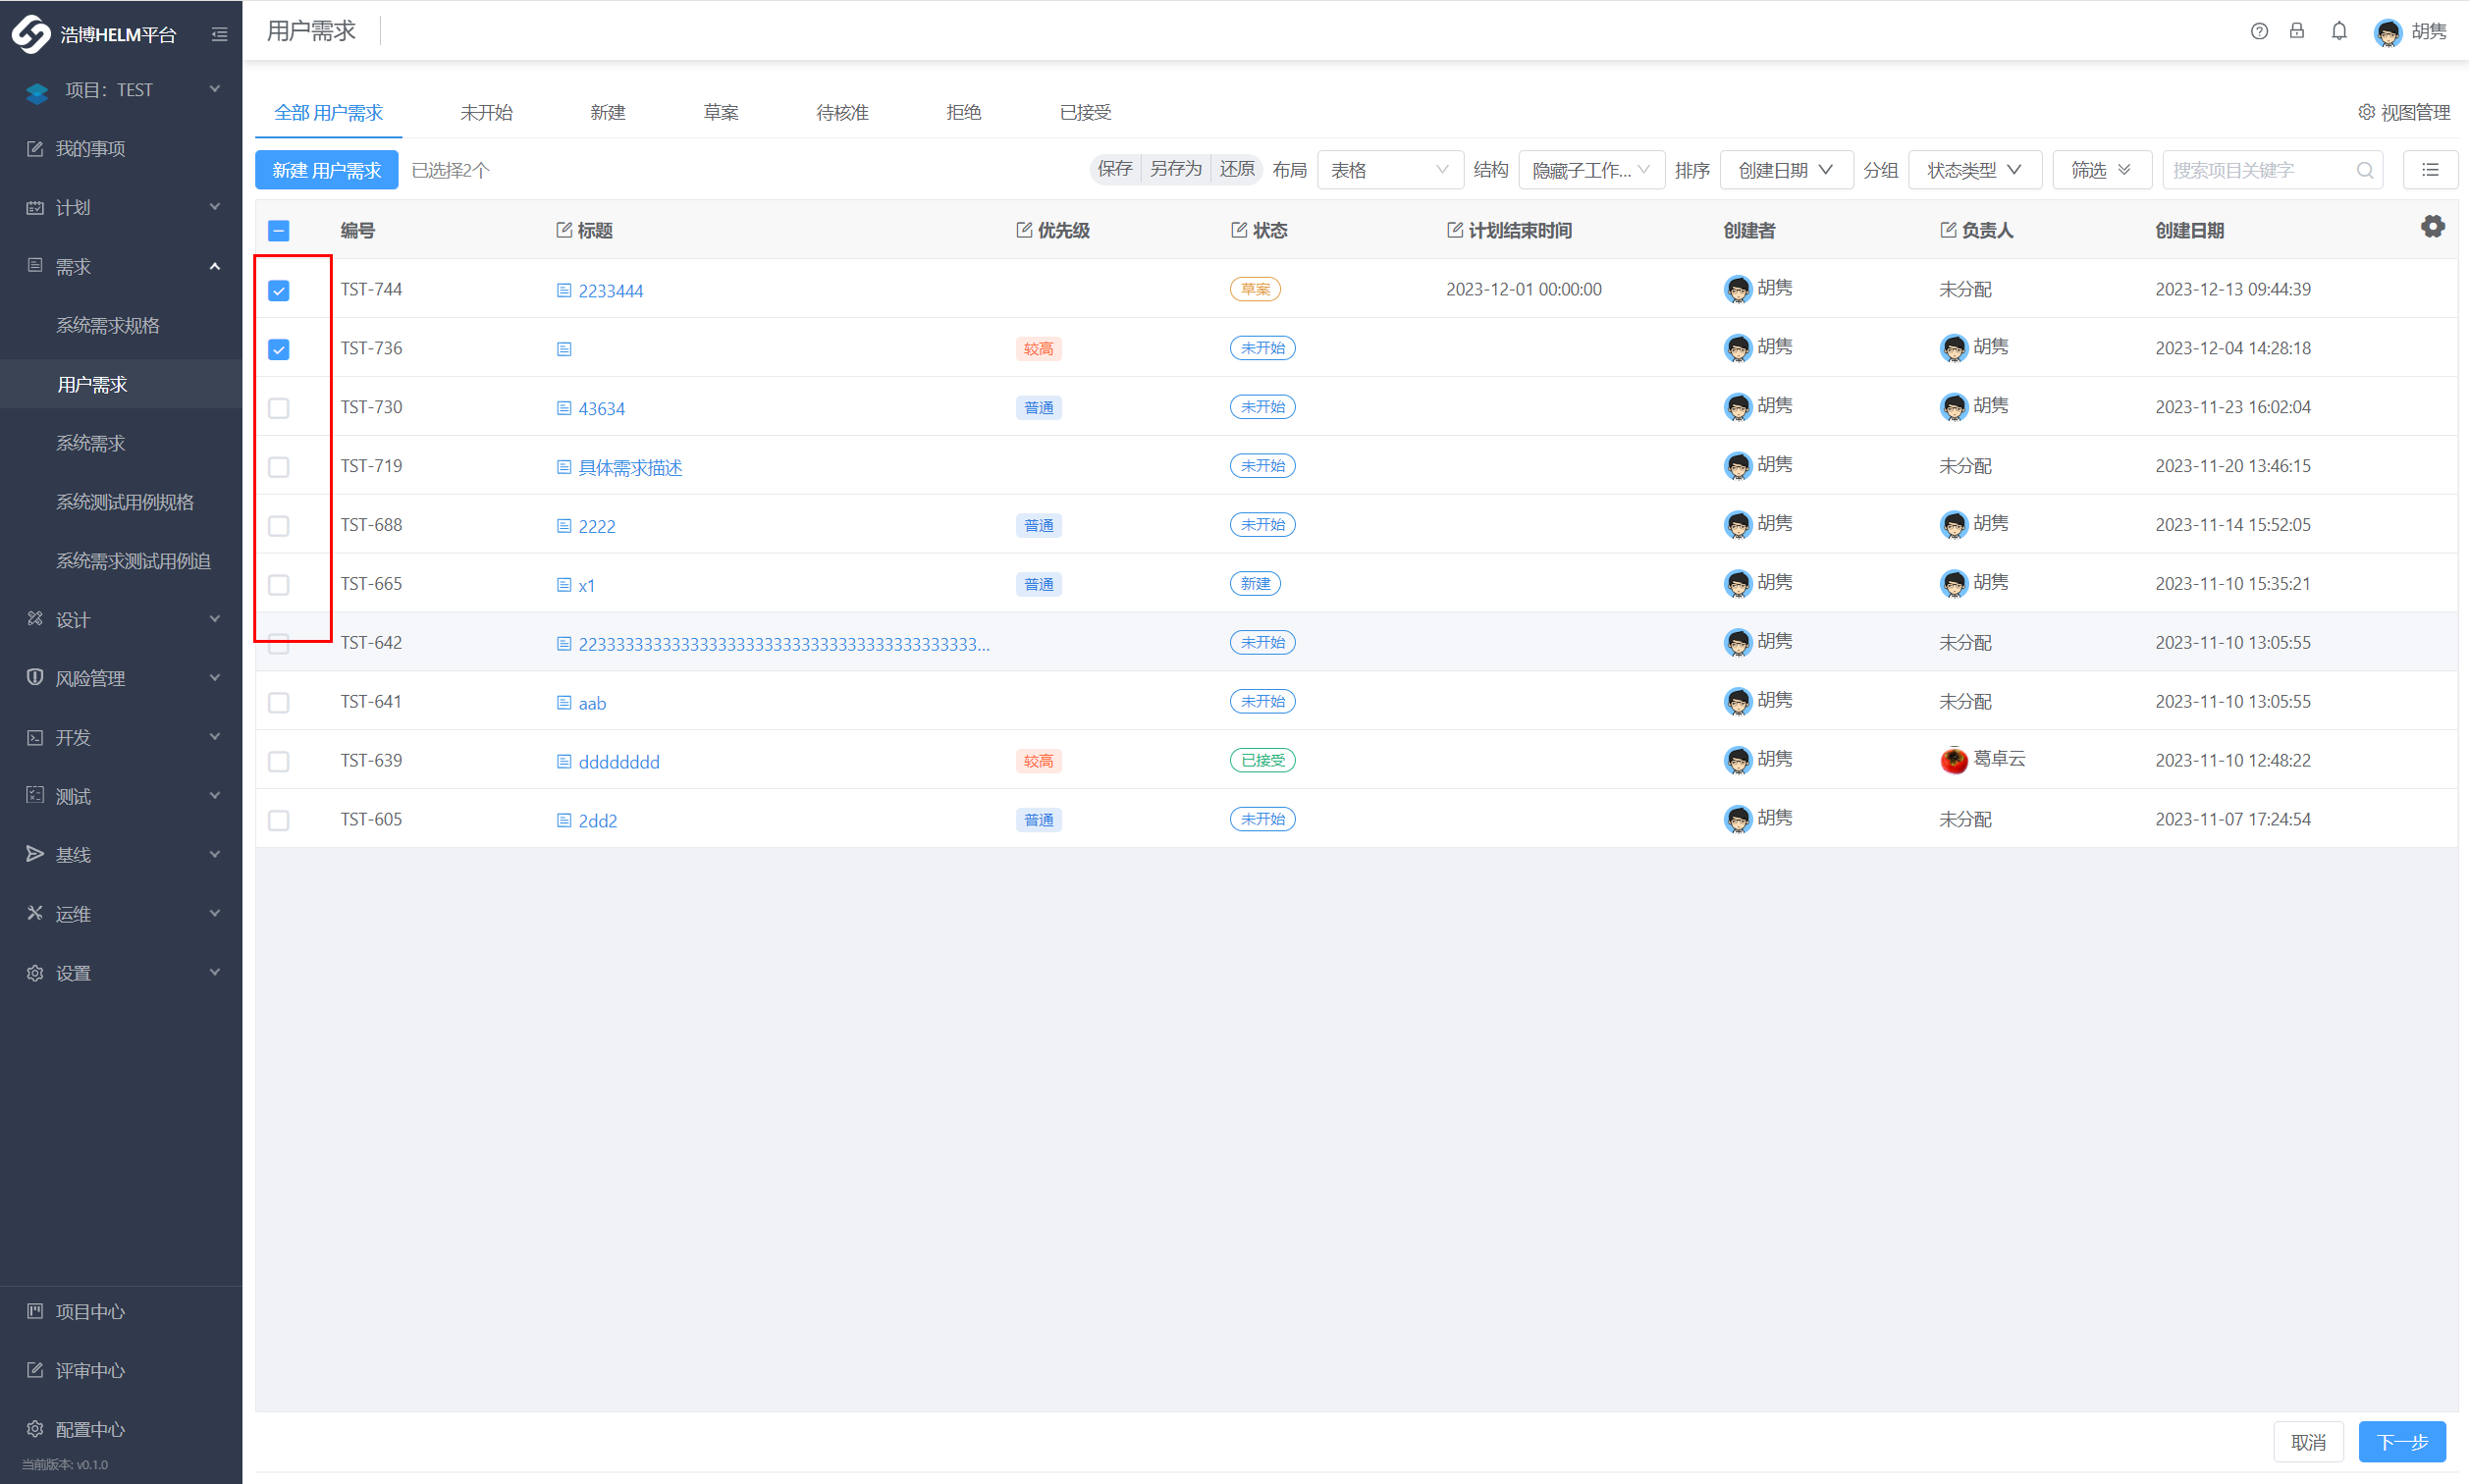 浩博HELM平台
用户需求
胡隽
项目：TEST
全部 用户需求 未开始 新建 草案 待核准 拒绝 已接受 视图管理
我的事项
新建 用户需求 已选择2个 保存 另存为 还原 布局 表格 结构 隐藏子工作... 排序 创建日期 分组 状态类型 筛选 搜索项目关键字
计划
编号 标题 优先级 状态 计划结束时间 创建者 负责人 创建日期
需求
TST-744 2233444 草案 2023-12-01 00:00:00 胡隽 未分配 2023-12-13 09:44:39
系统需求规格
TST-736 较高 未开始 胡隽 胡隽 2023-12-04 14:28:18
用户需求
TST-730 43634 普通 未开始 胡隽 胡隽 2023-11-23 16:02:04
系统需求
TST-719 具体需求描述 未开始 胡隽 未分配 2023-11-20 13:46:15
系统测试用例规格
TST-688 2222 普通 未开始 胡隽 胡隽 2023-11-14 15:52:05
系统需求测试用例追
TST-665 x1 普通 新建 胡隽 胡隽 2023-11-10 15:35:21
设计
TST-642 未开始 胡隽 未分配 2023-11-10 13:05:55
风险管理
TST-641 aab 未开始 胡隽 未分配 2023-11-10 13:05:55
开发
TST-639 dddddddd 较高 已接受 胡隽 葛卓云 2023-11-10 12:48:22
测试
TST-605 2dd2 普通 未开始 胡隽 未分配 2023-11-07 17:24:54
基线
运维
设置
项目中心
评审中心
配置中心
当前版本: v0.1.0
取消 下一步